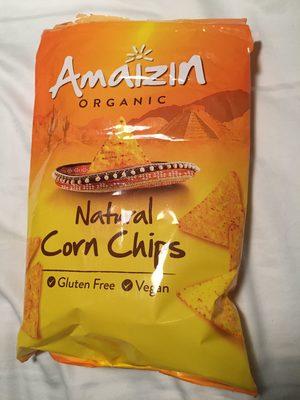 Amaizin
ORGANIC
Natural
Corn Chips
Gluten Free Vegan